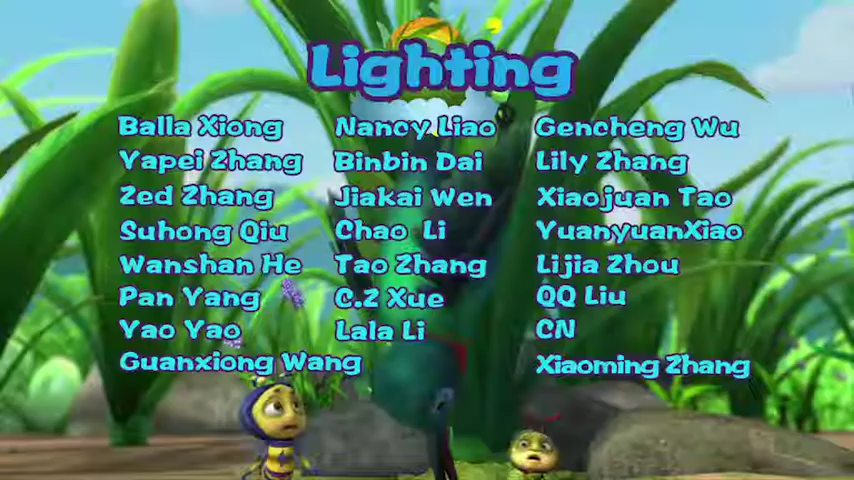 Lighting
Balla Xiong Nancy Liao Gencheng Wu
Yapei Zhang Binbin Dai Lily Zhang
Zed Zhang Jiakai Wen Xiaojuan Tao
Suhong Qiu Chao Li YuanyuanXiao
Wanshan He Tao Zhang Lijia Zhou
Pan Yang C.Z Xue QQ Liu
Yao Yao Lala Li CN
Guanxiong Wang Xiaoming Zhang